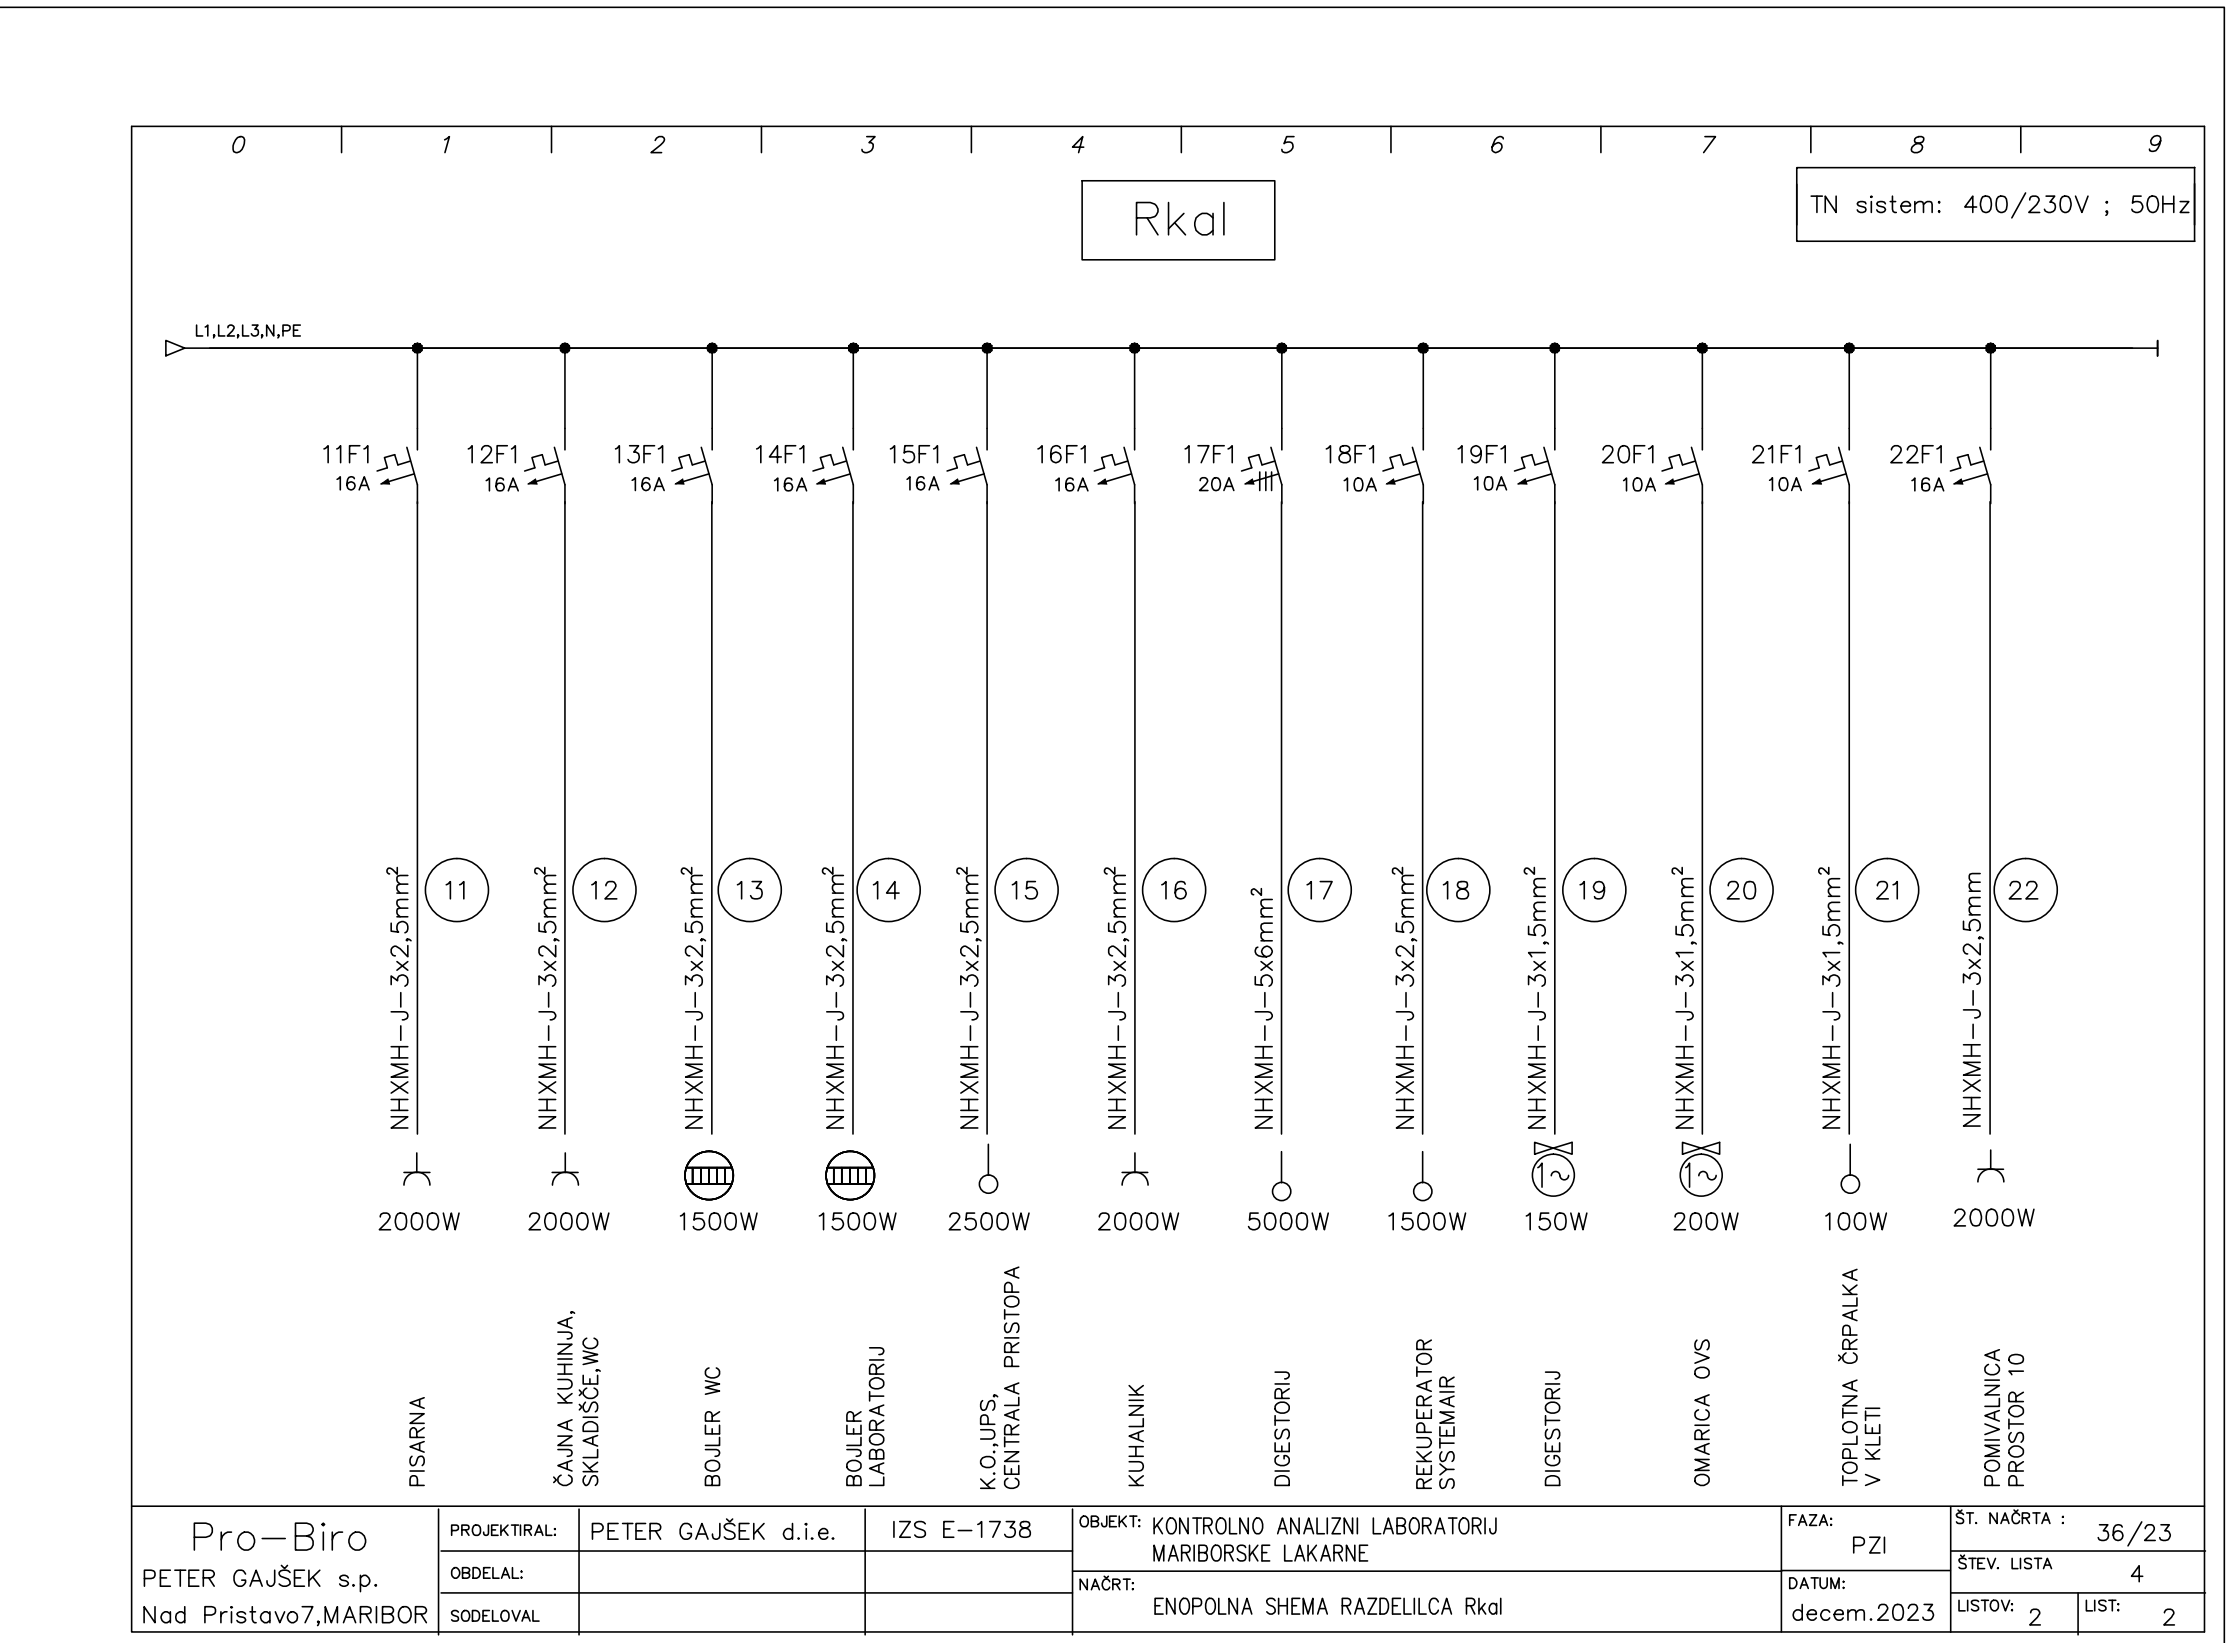 0 1 2 3 4 5 6 7 8 9
Rkal
TN sistem: 400/230V ; 50Hz
L1,L2,L3,N,PE
11F1
16A
12F1
16A
13F1
16A
14F1
16A
15F1
16A
16F1
16A
17F1
20A
18F1
10A
19F1
10A
20F1
10A
21F1
10A
22F1
16A
NHXMH-J-3x2,5mm²
11
NHXMH-J-3x2,5mm²
12
NHXMH-J-3x2,5mm²
13
NHXMH-J-3x2,5mm²
14
NHXMH-J-3x2,5mm²
15
NHXMH-J-3x2,5mm²
16
NHXMH-J-5x6mm²
17
NHXMH-J-3x2,5mm²
18
NHXMH-J-3x1,5mm²
19
NHXMH-J-3x1,5mm²
20
NHXMH-J-3x1,5mm²
21
NHXMH-J-3x2,5mm
22
1~
1~
2000W
2000W
1500W
1500W
2500W
2000W
5000W
1500W
150W
200W
100W
2000W
PISARNA
ČAJNA KUHINJA,
SKLADIŠČE,WC
BOJLER WC
BOJLER
LABORATORIJ
K.O.,UPS,
CENTRALA PRISTOPA
KUHALNIK
DIGESTORIJ
REKUPERATOR
SYSTEMAIR
DIGESTORIJ
OMARICA OVS
TOPLOTNA ČRPALKA
V KLETI
POMIVALNICA
PROSTOR 10
Pro-Biro
PETER GAJŠEK s.p.
Nad Pristavo7,MARIBOR
PROJEKTIRAL: PETER GAJŠEK d.i.e. IZS E-1738
OBDELAL:
SODELOVAL
OBJEKT: KONTROLNO ANALIZNI LABORATORIJ
MARIBORSKE LAKARNE
NAČRT:
ENOPOLNA SHEMA RAZDELILCA Rkal
FAZA:
PZI
DATUM:
decem.2023
ŠT. NAČRTA :
36/23
ŠTEV. LISTA
4
LISTOV: 2
LIST: 2